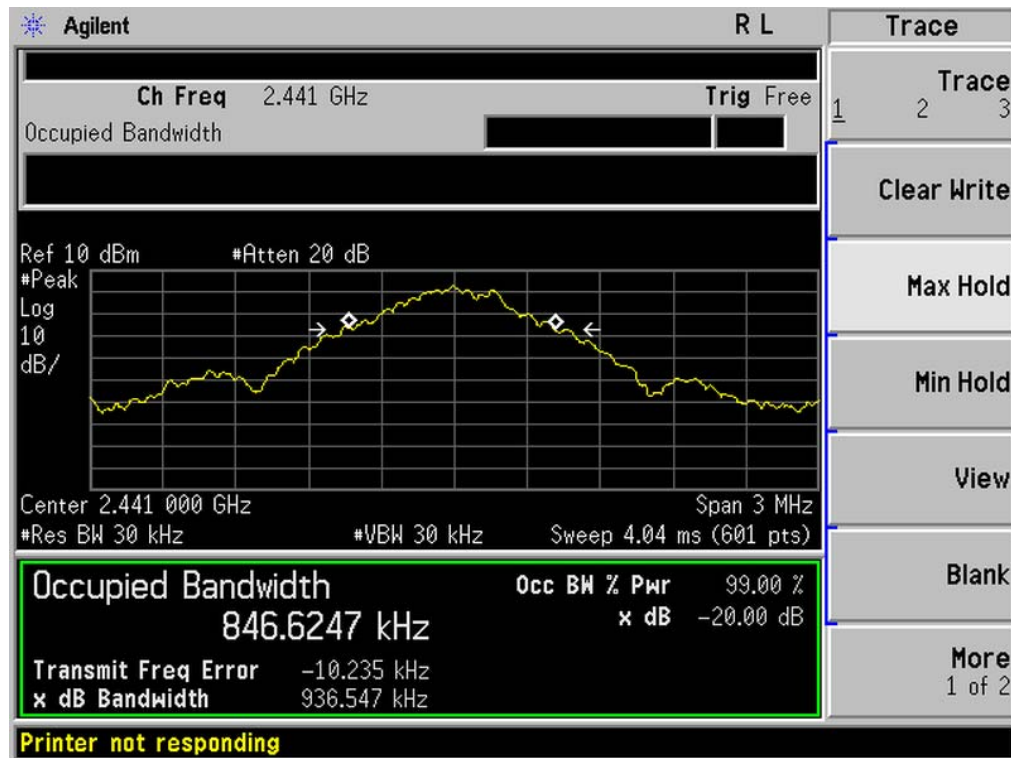 Agilent R L Trace
Ch Freq 2.441 GHz Trig Free
Occupied Bandwidth
Trace
1 2 3
Clear Write
Max Hold
Min Hold
View
Blank
More
1 of 2
Ref 10 dBm #Atten 20 dB
#Peak
Log
10
dB/
Center 2.441 000 GHz Span 3 MHz
#Res BW 30 kHz #VBW 30 kHz Sweep 4.04 ms (601 pts)
Occupied Bandwidth Occ BW % Pwr 99.00 %
846.6247 kHz x dB -20.00 dB
Transmit Freq Error -10.235 kHz
x dB Bandwidth 936.547 kHz
Printer not responding